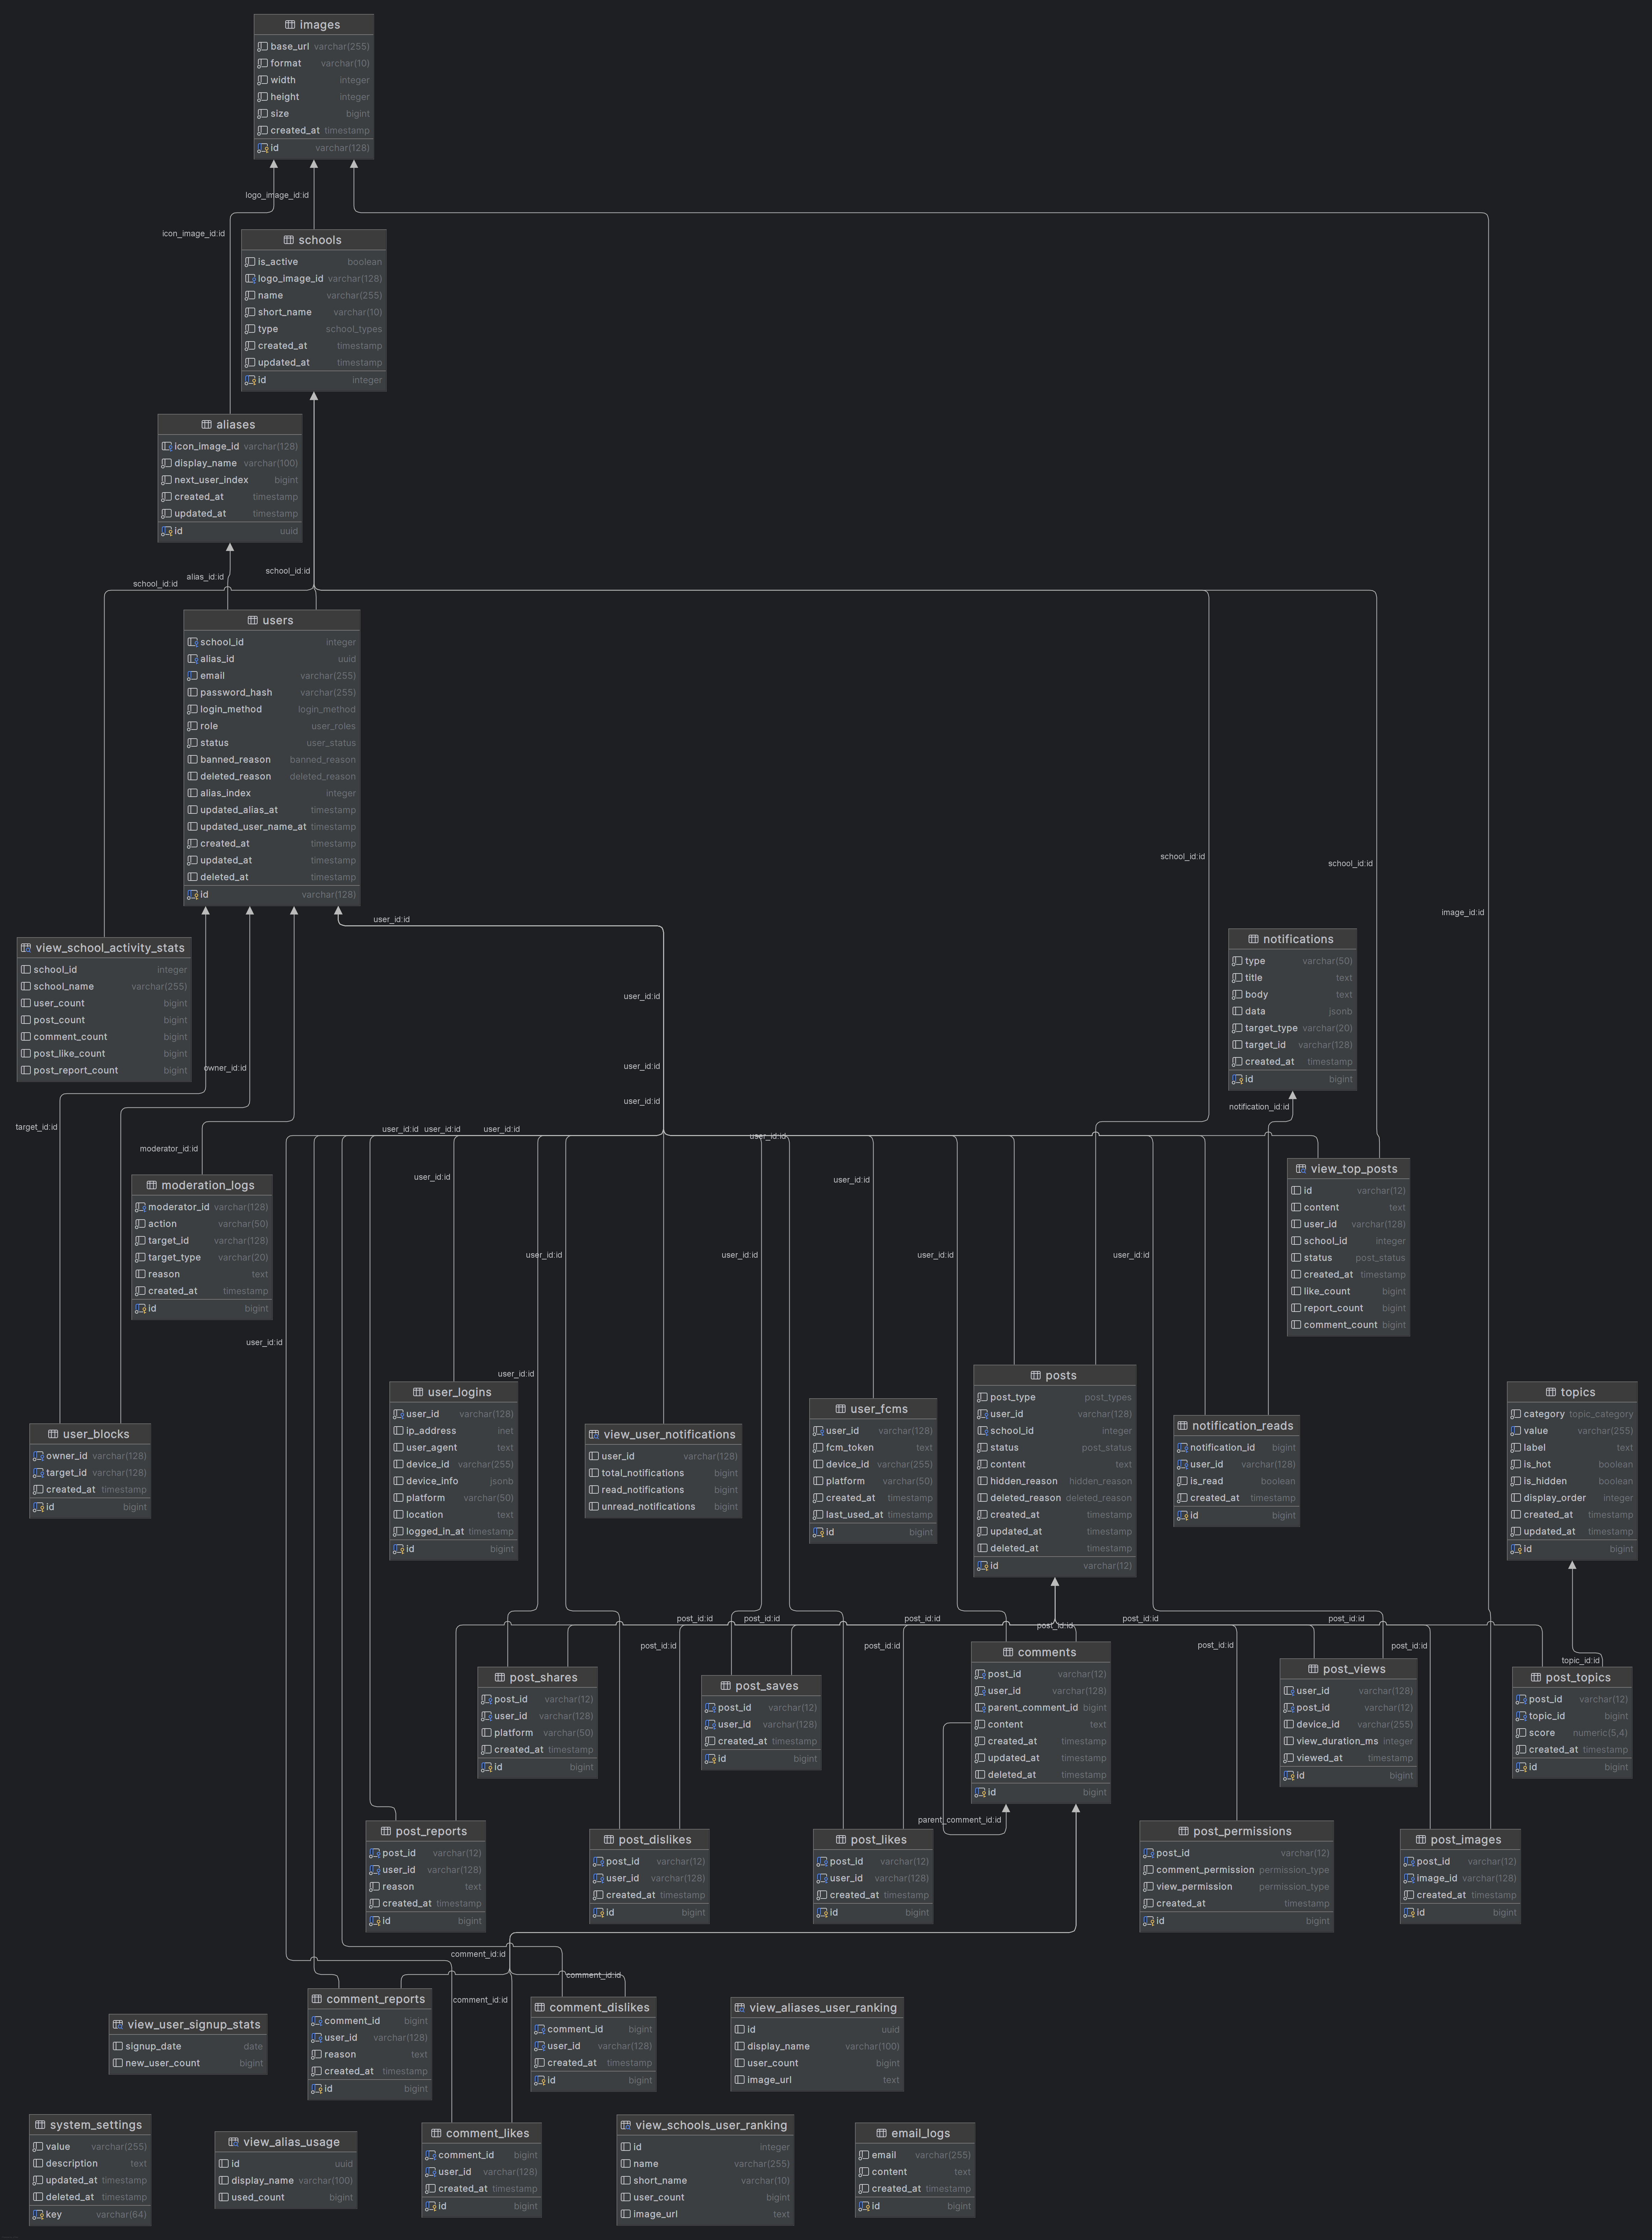 images
base_url varchar(255)
format varchar(10)
width integer
height integer
size bigint
created_at timestamp
id varchar(128)
logo_image_id:id
icon_image_id:id
schools
is_active boolean
logo_image_id varchar(128)
name varchar(255)
short_name varchar(10)
type school_types
created_at timestamp
updated_at timestamp
id integer
aliases
icon_image_id varchar(128)
display_name varchar(100)
next_user_index bigint
created_at timestamp
updated_at timestamp
id uuid
school_id:id
alias_id:id
school_id:id
users
school_id integer
alias_id uuid
email varchar(255)
password_hash varchar(255)
login_method login_method
role user_roles
status user_status
banned_reason banned_reason
deleted_reason deleted_reason
alias_index integer
updated_alias_at timestamp
updated_user_name_at timestamp
created_at timestamp
updated_at timestamp
deleted_at timestamp
id varchar(128)
school_id:id
school_id:id
image_id:id
user_id:id
view_school_activity_stats
school_id integer
school_name varchar(255)
user_count bigint
post_count bigint
comment_count bigint
post_like_count bigint
post_report_count bigint
notifications
type varchar(50)
title text
body text
data jsonb
target_type varchar(20)
target_id varchar(128)
created_at timestamp
id bigint
user_id:id
user_id:id
owner_id:id
user_id:id
notification_id:id
target_id:id
user_id:id
user_id:id
user_id:id
user_id:id
moderator_id:id
moderation_logs
moderator_id varchar(128)
action varchar(50)
target_id varchar(128)
target_type varchar(20)
reason text
created_at timestamp
id bigint
view_top_posts
id varchar(12)
content text
user_id varchar(128)
school_id integer
status post_status
created_at timestamp
like_count bigint
report_count bigint
comment_count bigint
user_id:id
user_id:id
user_id:id
user_id:id
user_id:id
user_id:id
user_id:id
user_id:id
user_blocks
owner_id varchar(128)
target_id varchar(128)
created_at timestamp
id bigint
user_logins
user_id varchar(128)
ip_address inet
user_agent text
device_id varchar(255)
device_info jsonb
platform varchar(50)
location text
logged_in_at timestamp
id bigint
view_user_notifications
user_id varchar(128)
total_notifications bigint
read_notifications bigint
unread_notifications bigint
user_fcms
user_id varchar(128)
fcm_token text
device_id varchar(255)
platform varchar(50)
created_at timestamp
last_used_at timestamp
id bigint
posts
post_type post_types
user_id varchar(128)
school_id integer
status post_status
content text
hidden_reason hidden_reason
deleted_reason deleted_reason
created_at timestamp
updated_at timestamp
deleted_at timestamp
id varchar(12)
notification_reads
notification_id bigint
user_id varchar(128)
is_read boolean
created_at timestamp
id bigint
topics
category topic_category
value varchar(255)
label text
is_hot boolean
is_hidden boolean
display_order integer
created_at timestamp
updated_at timestamp
id bigint
post_id:id
post_id:id
post_id:id
post_id:id
post_id:id
post_id:id
post_id:id
post_id:id
post_id:id
post_id:id
topic_id:id
post_shares
post_id varchar(12)
user_id varchar(128)
platform varchar(50)
created_at timestamp
id bigint
post_saves
post_id varchar(12)
user_id varchar(128)
created_at timestamp
id bigint
comments
post_id varchar(12)
user_id varchar(128)
parent_comment_id bigint
content text
created_at timestamp
updated_at timestamp
deleted_at timestamp
id bigint
parent_comment_id:id
post_views
user_id varchar(128)
post_id varchar(12)
device_id varchar(255)
view_duration_ms integer
viewed_at timestamp
id bigint
post_topics
post_id varchar(12)
topic_id bigint
score numeric(5,4)
created_at timestamp
id bigint
post_reports
post_id varchar(12)
user_id varchar(128)
reason text
created_at timestamp
id bigint
post_dislikes
post_id varchar(12)
user_id varchar(128)
created_at timestamp
id bigint
post_likes
post_id varchar(12)
user_id varchar(128)
created_at timestamp
id bigint
post_permissions
post_id varchar(12)
comment_permission permission_type
view_permission permission_type
created_at timestamp
id bigint
post_images
post_id varchar(12)
image_id varchar(128)
created_at timestamp
id bigint
comment_id:id
comment_id:id
comment_id:id
view_user_signup_stats
signup_date date
new_user_count bigint
comment_reports
comment_id bigint
user_id varchar(128)
reason text
created_at timestamp
id bigint
comment_dislikes
comment_id bigint
user_id varchar(128)
created_at timestamp
id bigint
view_aliases_user_ranking
id uuid
display_name varchar(100)
user_count bigint
image_url text
system_settings
value varchar(255)
description text
updated_at timestamp
deleted_at timestamp
key varchar(64)
view_alias_usage
id uuid
display_name varchar(100)
used_count bigint
comment_likes
comment_id bigint
user_id varchar(128)
created_at timestamp
id bigint
view_schools_user_ranking
id integer
name varchar(255)
short_name varchar(10)
user_count bigint
image_url text
email_logs
email varchar(255)
content text
created_at timestamp
id bigint